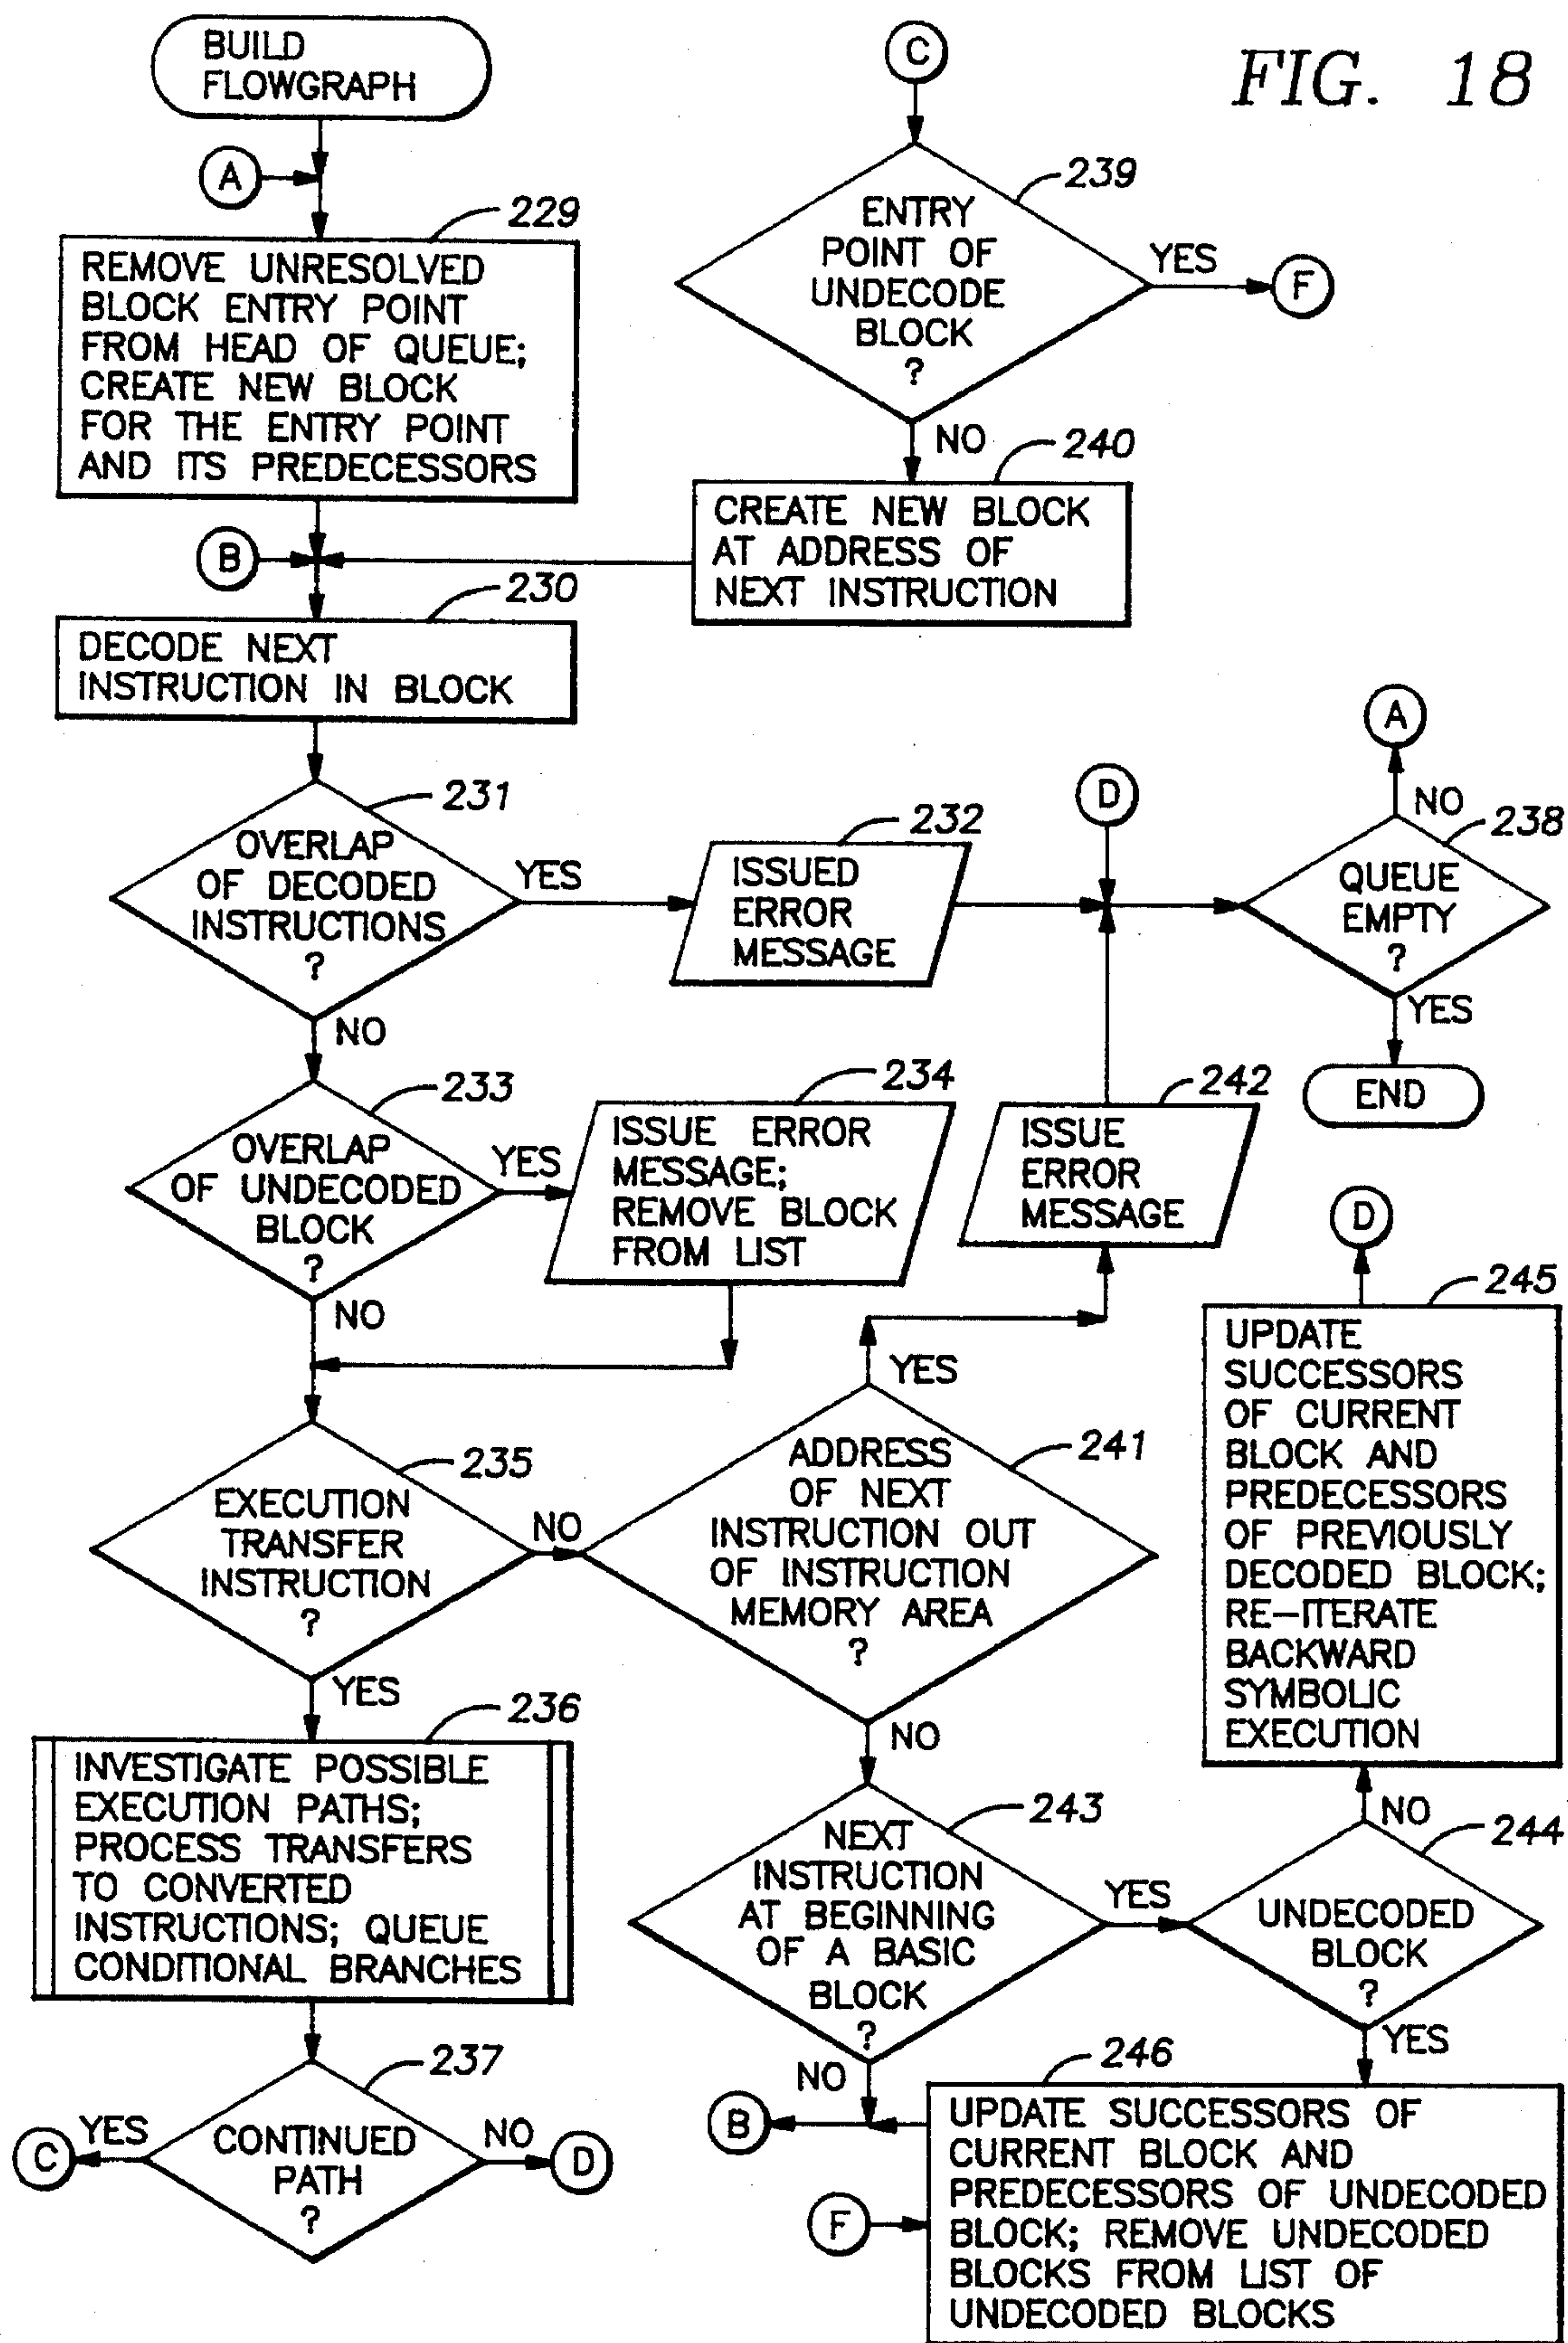 FIG. 18
BUILD
FLOWGRAPH
A
229
REMOVE UNRESOLVED
BLOCK ENTRY POINT
FROM HEAD OF QUEUE;
CREATE NEW BLOCK
FOR THE ENTRY POINT
AND ITS PREDECESSORS
B
230
DECODE NEXT
INSTRUCTION IN BLOCK
231
OVERLAP
OF DECODED
INSTRUCTIONS
?
YES
NO
232
ISSUED
ERROR
MESSAGE
233
OVERLAP
OF UNDECODED
BLOCK
?
YES
NO
234
ISSUE ERROR
MESSAGE;
REMOVE BLOCK
FROM LIST
235
EXECUTION
TRANSFER
INSTRUCTION
?
NO
YES
236
INVESTIGATE POSSIBLE
EXECUTION PATHS;
PROCESS TRANSFERS
TO CONVERTED
INSTRUCTIONS; QUEUE
CONDITIONAL BRANCHES
237
CONTINUED
PATH
?
YES
C
NO
D
C
239
ENTRY
POINT OF
UNDECODE
BLOCK
?
YES
F
NO
240
CREATE NEW BLOCK
AT ADDRESS OF
NEXT INSTRUCTION
D
A
NO
238
QUEUE
EMPTY
?
YES
END
242
ISSUE
ERROR
MESSAGE
YES
241
ADDRESS
OF NEXT
INSTRUCTION OUT
OF INSTRUCTION
MEMORY AREA
?
NO
243
NEXT
INSTRUCTION
AT BEGINNING
OF A BASIC
BLOCK
?
YES
NO
B
D
245
UPDATE
SUCCESSORS
OF CURRENT
BLOCK AND
PREDECESSORS
OF PREVIOUSLY
DECODED BLOCK;
RE-ITERATE
BACKWARD
SYMBOLIC
EXECUTION
NO
244
UNDECODED
BLOCK
?
YES
246
F
UPDATE SUCCESSORS OF
CURRENT BLOCK AND
PREDECESSORS OF UNDECODED
BLOCK; REMOVE UNDECODED
BLOCKS FROM LIST OF
UNDECODED BLOCKS